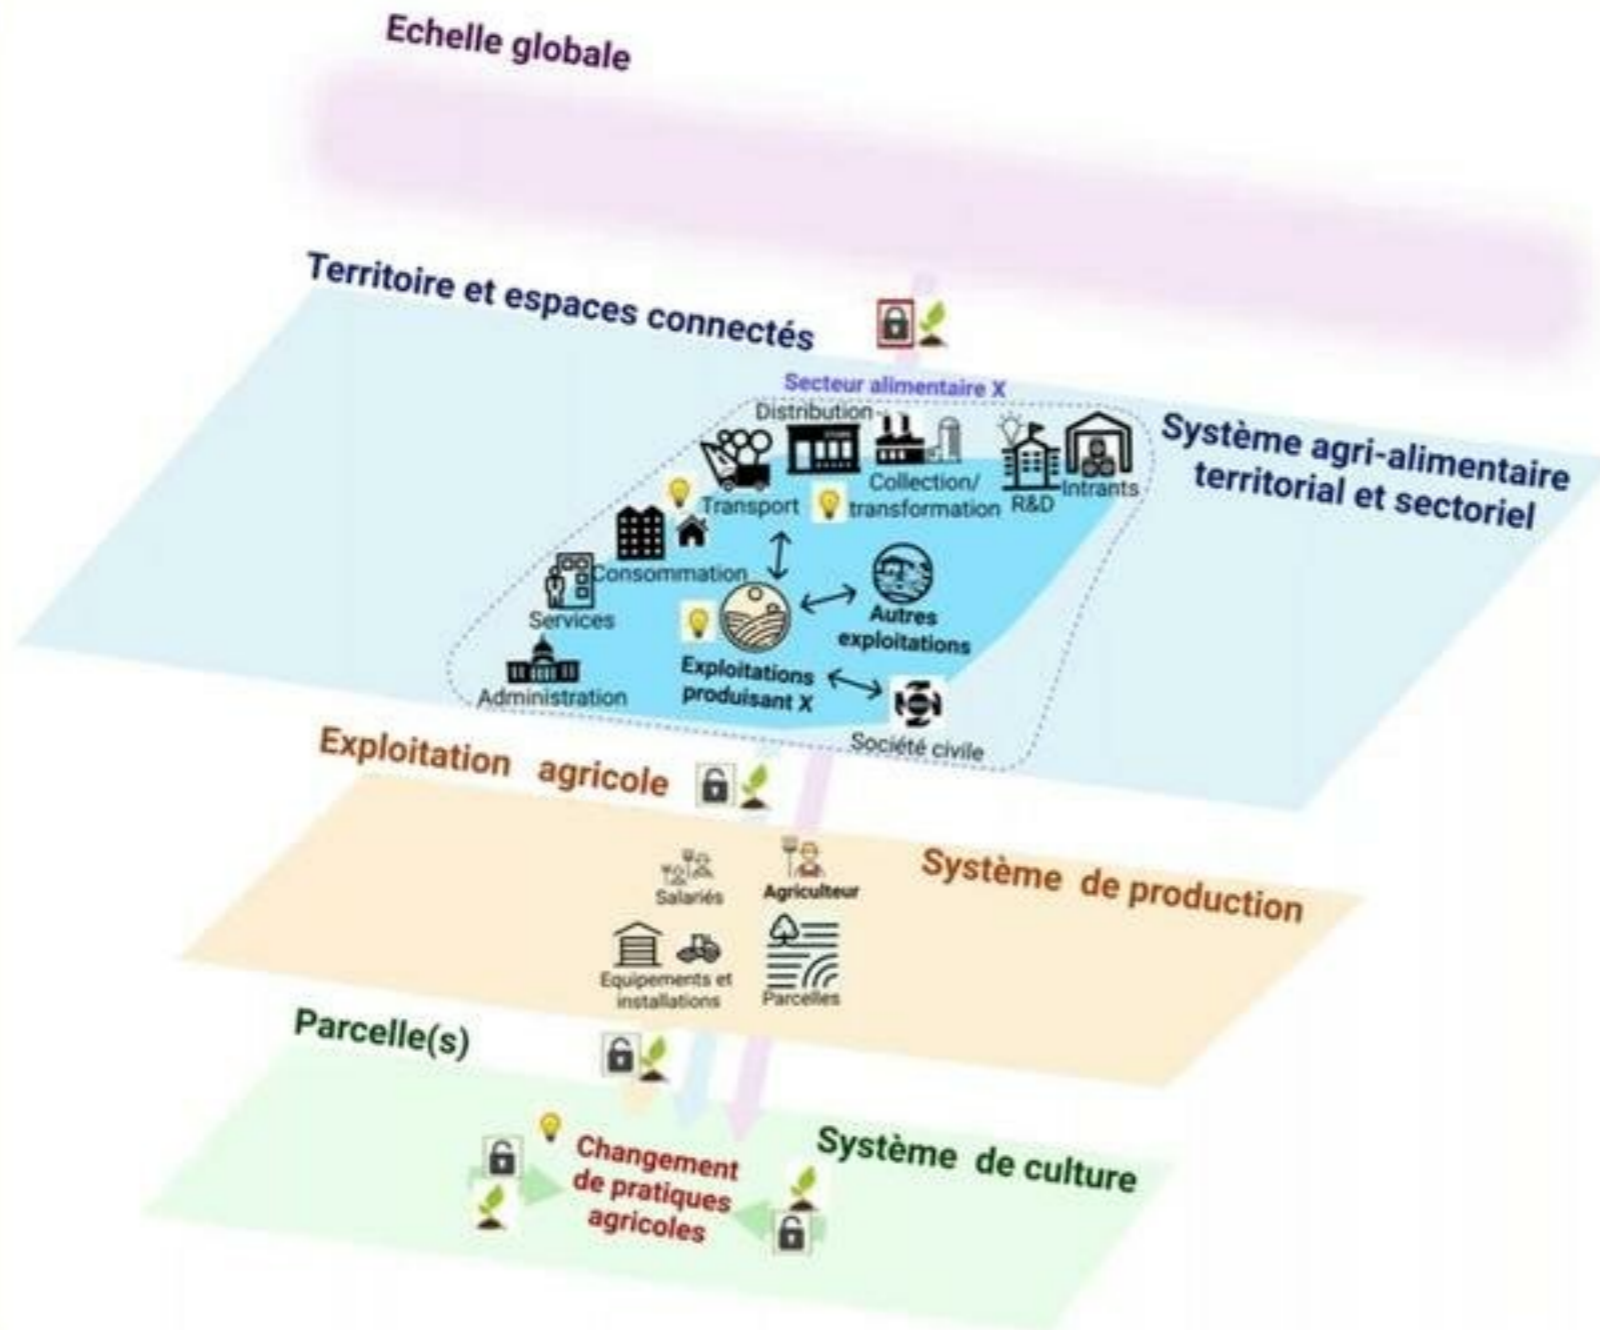 Echelle globale
Territoire et espaces connectés
Secteur alimentaire X
Système agri-alimentaire
territorial et sectoriel
Distribution
Transport
Collection/
transformation
R&D
Intrants
Consommation
Services
Administration
Exploitations
produisant X
Autres
exploitations
Société civile
Exploitation agricole
Système de production
Salariés
Agriculteur
Equipements et
installations
Parcelles
Parcelle(s)
Système de culture
Changement
de pratiques
agricoles